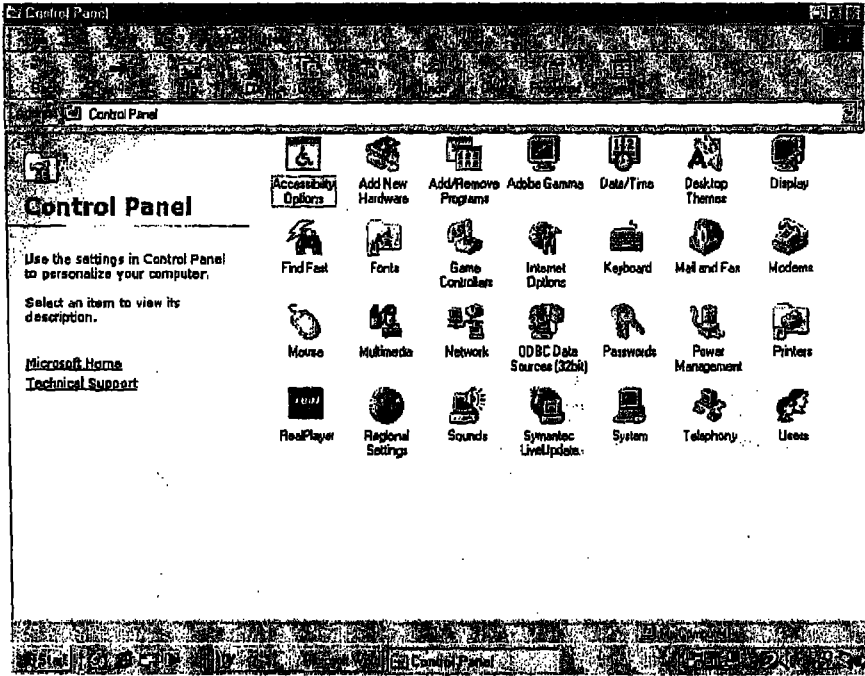 Control Panel
Control Panel
Accessibility Options
Add New Hardware
Add/Remove Programs
Adobe Gamma
Date/Time
Desktop Themes
Display
Control Panel
Use the settings in Control Panel
to personalize your computer.
Select an item to view its
description.
Microsoft Home
Technical Support
Find Fast
Fonts
Game Controllers
Internet Options
Keyboard
Mail and Fax
Modems
Mouse
Multimedia
Network
ODBC Data Sources (32bit)
Passwords
Power Management
Printers
real
RealPlayer
Regional Settings
Sounds
Symantec LiveUpdate
System
Telephony
Users
My Computer
Start
Control Panel